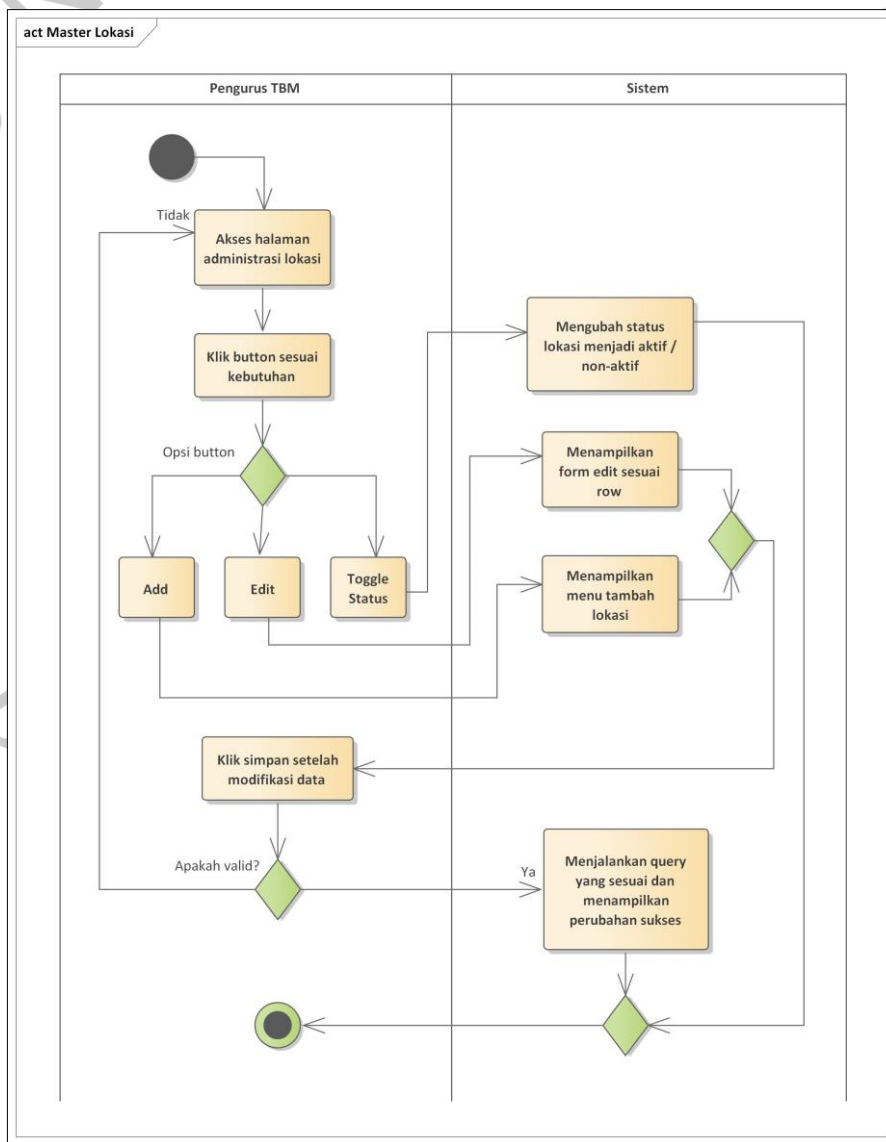 act Master Lokasi
Pengurus TBM
Sistem
Tidak
Akses halaman
administrasi lokasi
Mengubah status
lokasi menjadi aktif /
non-aktif
Klik button sesuai
kebutuhan
Opsi button
Menampilkan
form edit sesuai
row
Add
Edit
Toggle
Status
Menampilkan
menu tambah
lokasi
Klik simpan setelah
modifikasi data
Apakah valid?
Ya
Menjalankan query
yang sesuai dan
menampilkan
perubahan sukses